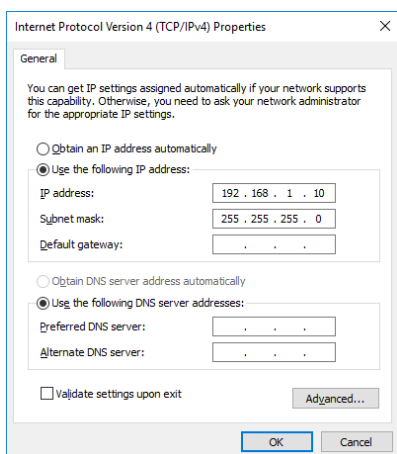 Internet Protocol Version 4 (TCP/IPv4) Properties
General
You can get IP settings assigned automatically if your network supports
this capability. Otherwise, you need to ask your network administrator
for the appropriate IP settings.
Obtain an IP address automatically
Use the following IP address:
IP address: 192 . 168 . 1 . 10
Subnet mask: 255 . 255 . 255 . 0
Default gateway: . . .
Obtain DNS server address automatically
Use the following DNS server addresses:
Preferred DNS server: . . .
Alternate DNS server: . . .
Validate settings upon exit
Advanced...
OK Cancel